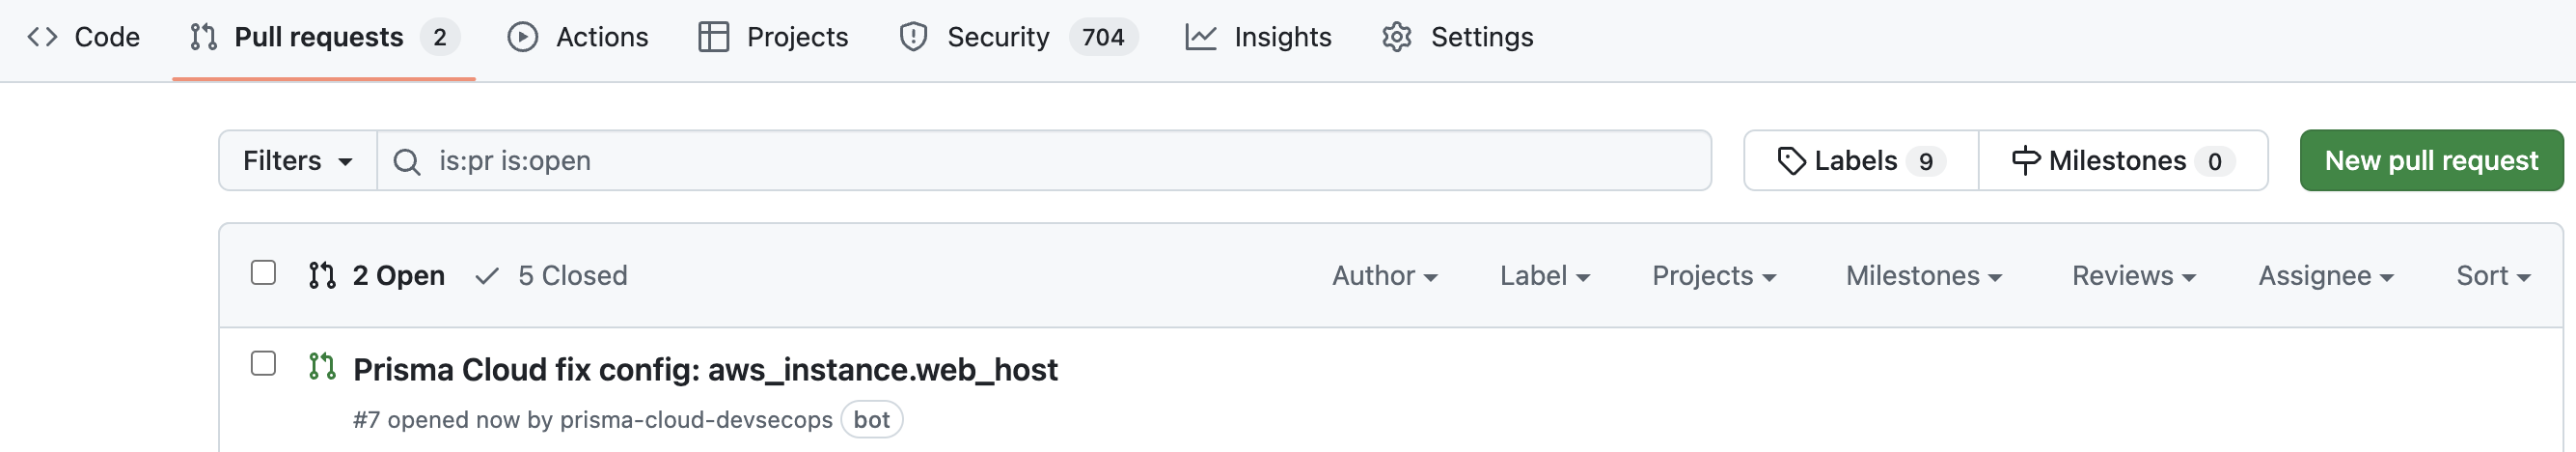 Code Pull requests 2 Actions Projects Security 704 Insights Settings
Filters is:pr is:open Labels 9 Milestones 0 New pull request
2 Open 5 Closed Author Label Projects Milestones Reviews Assignee Sort
Prisma Cloud fix config: aws_instance.web_host
#7 opened now by prisma-cloud-devsecops bot